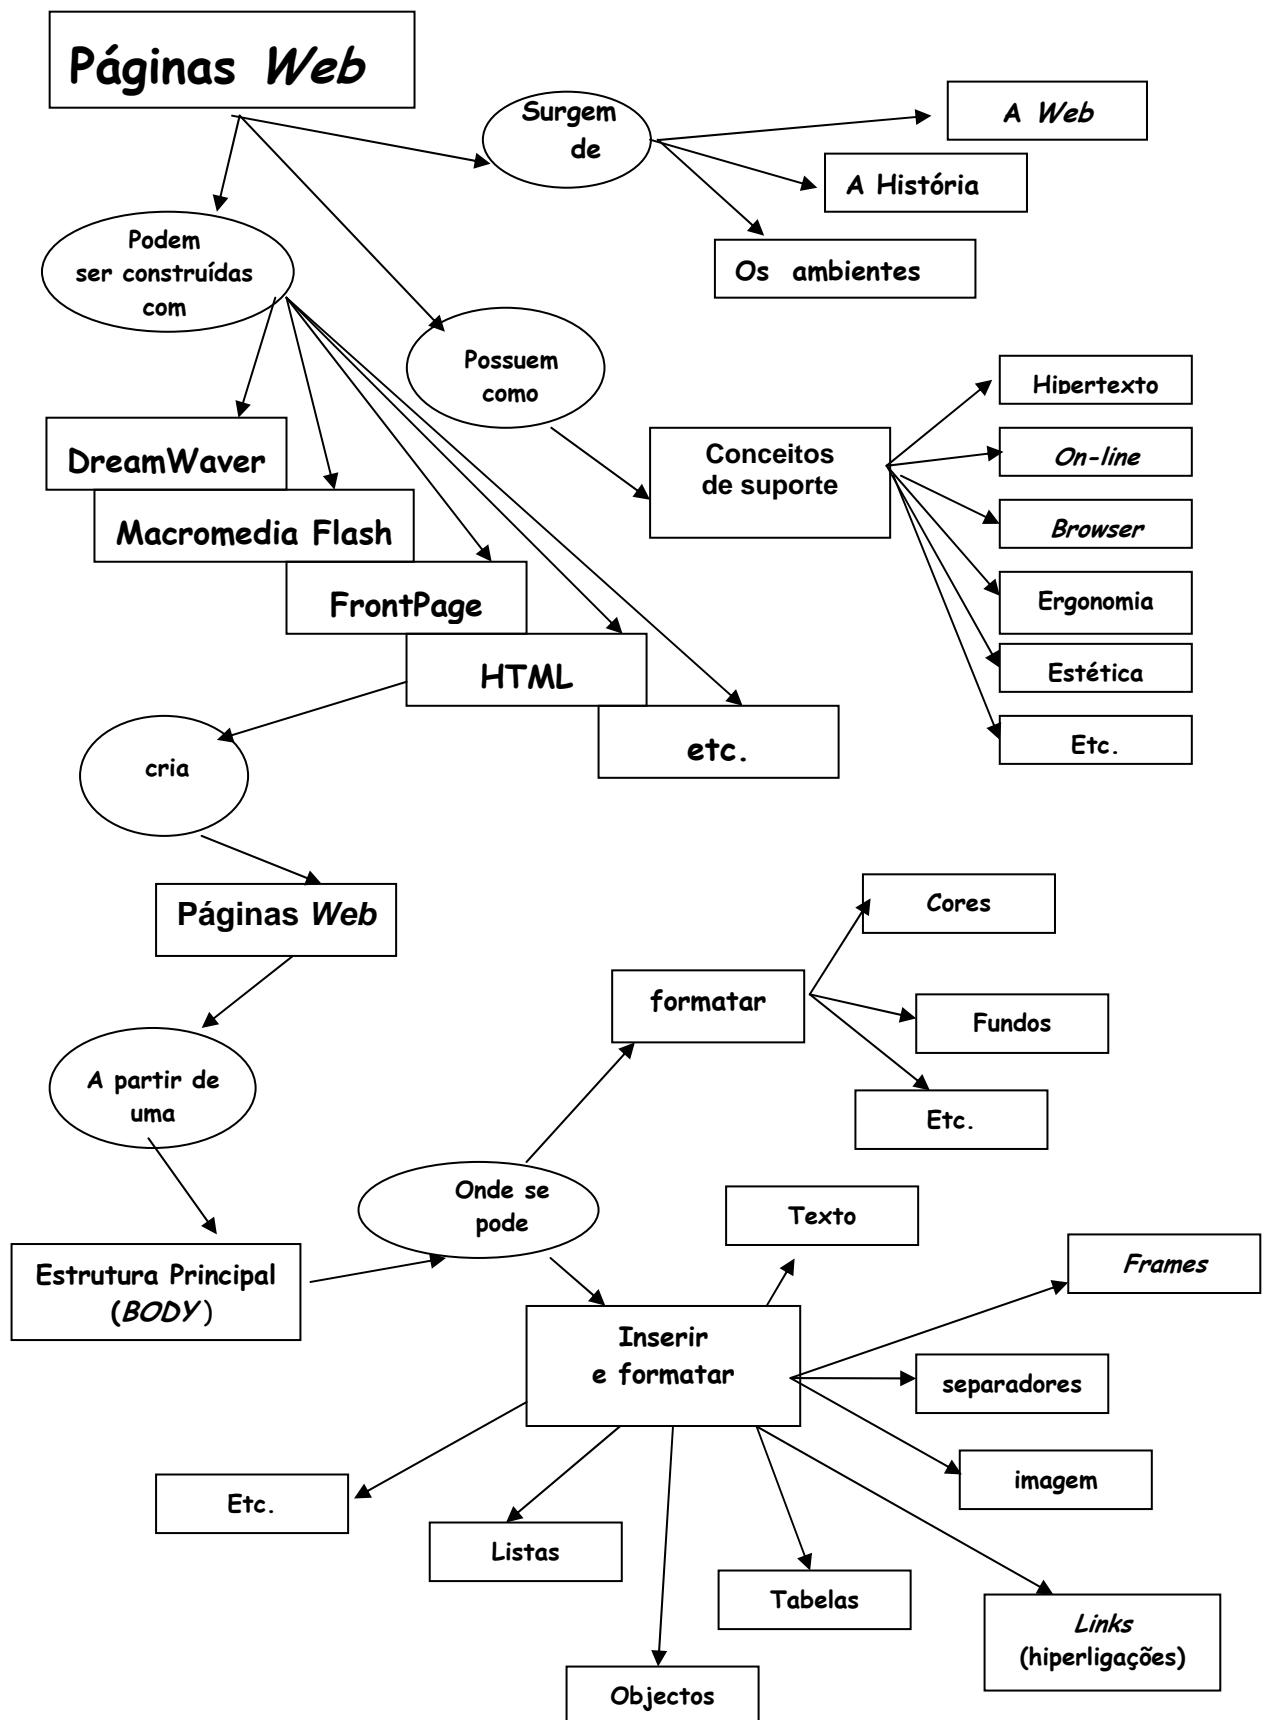 Páginas Web
Surgem
de
A Web
A História
Os ambientes
Podem
ser construídas
com
Possuem
como
Conceitos
de suporte
Hipertexto
On-line
Browser
Ergonomia
Estética
Etc.
DreamWaver
Macromedia Flash
FrontPage
HTML
etc.
cria
Páginas Web
A partir de
uma
Estrutura Principal
(BODY)
Onde se
pode
formatar
Cores
Fundos
Etc.
Inserir
e formatar
Texto
Frames
separadores
imagem
Links
(hiperligações)
Tabelas
Objectos
Listas
Etc.